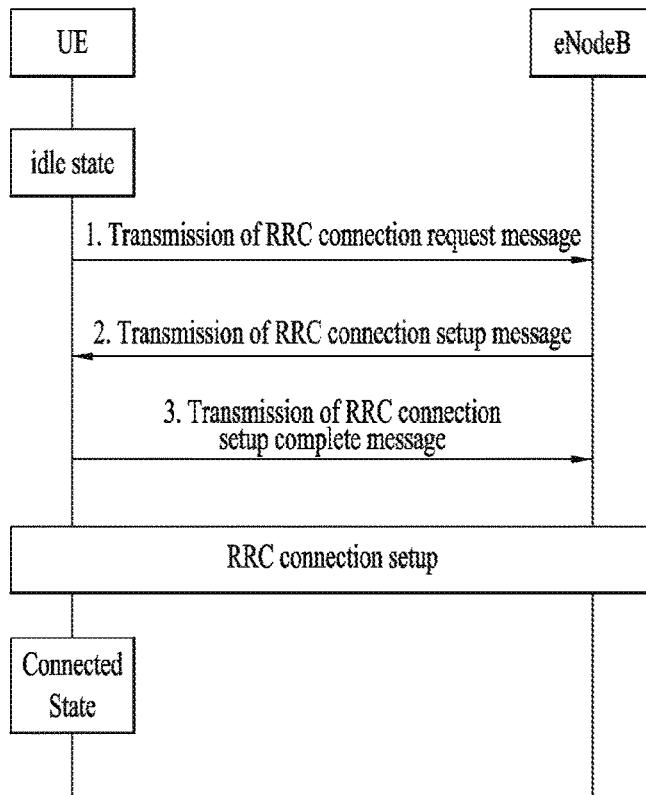 UE
eNodeB
idle state
1. Transmission of RRC connection request message
2. Transmission of RRC connection setup message
3. Transmission of RRC connection
setup complete message
RRC connection setup
Connected
State